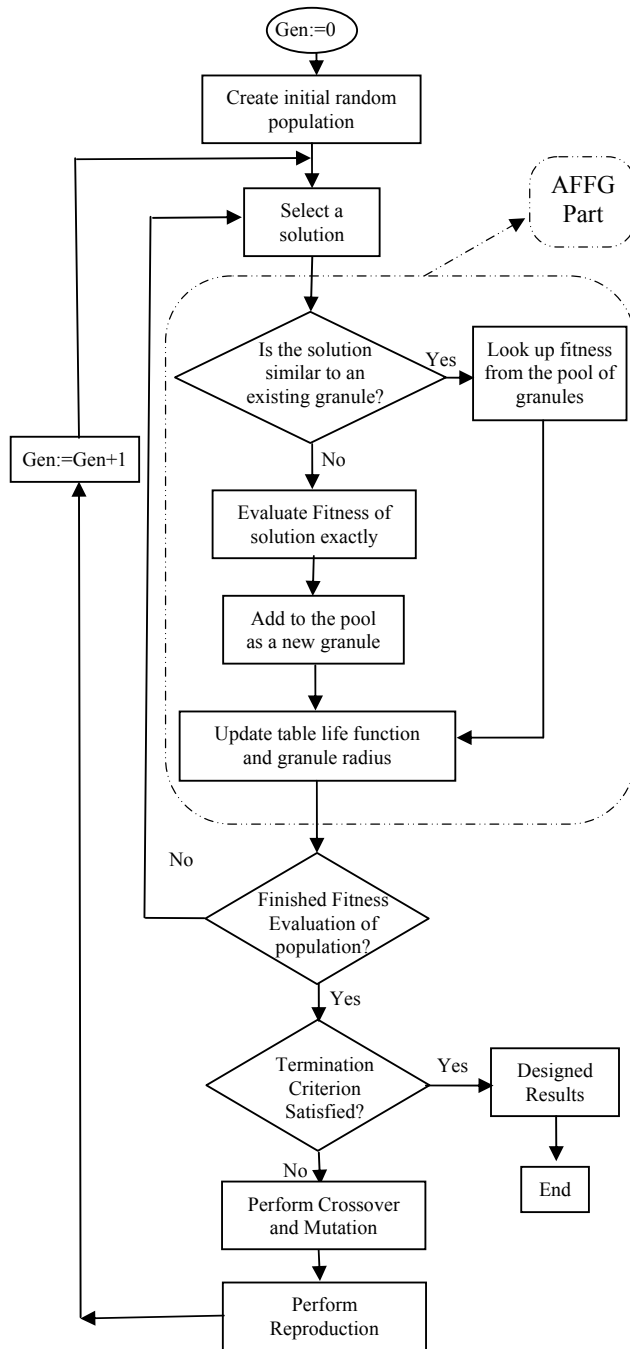 Gen:=0
Create initial random
population
Select a
solution
AFFG
Part
Is the solution
similar to an
existing granule?
Yes
Look up fitness
from the pool of
granules
No
Gen:=Gen+1
Evaluate Fitness of
solution exactly
Add to the pool
as a new granule
Update table life function
and granule radius
No
Finished Fitness
Evaluation of
population?
Yes
Termination
Criterion
Satisfied?
Yes
Designed
Results
No
End
Perform Crossover
and Mutation
Perform
Reproduction